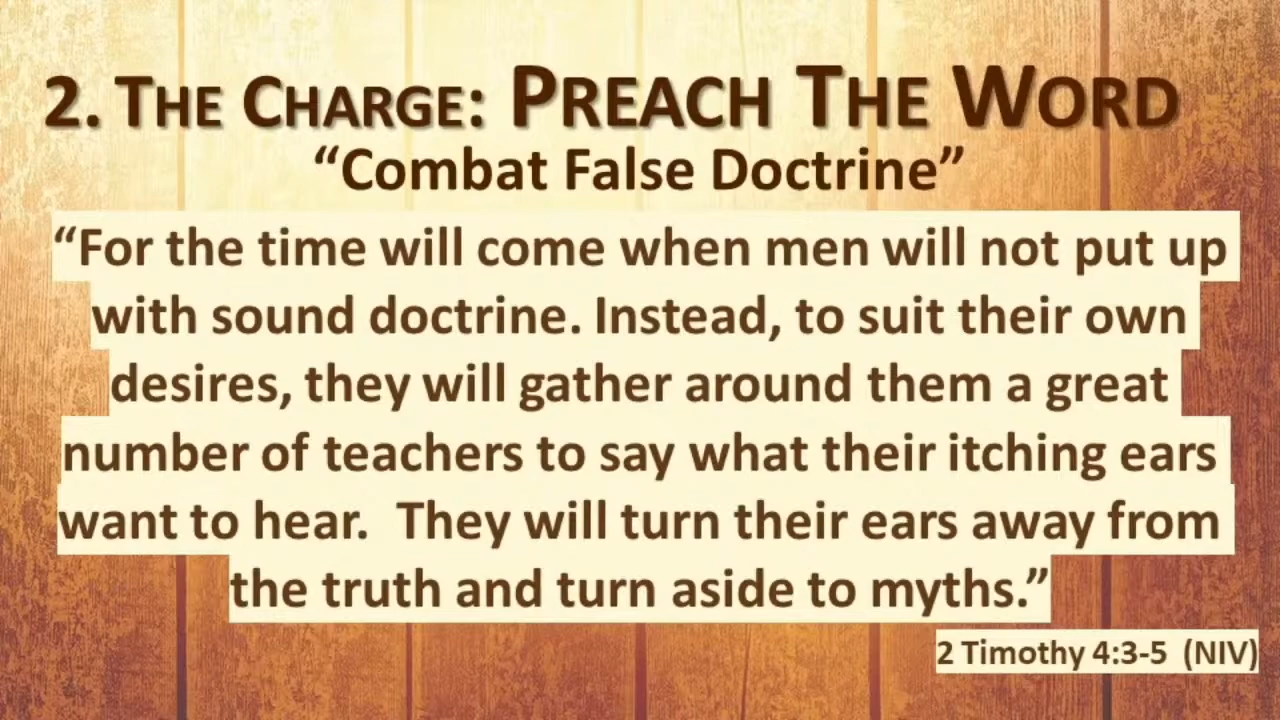 2. The Charge: Preach The Word
“Combat False Doctrine”
“For the time will come when men will not put up
with sound doctrine. Instead, to suit their own
desires, they will gather around them a great
number of teachers to say what their itching ears
want to hear.  They will turn their ears away from
the truth and turn aside to myths.”
2 Timothy 4:3-5  (NIV)